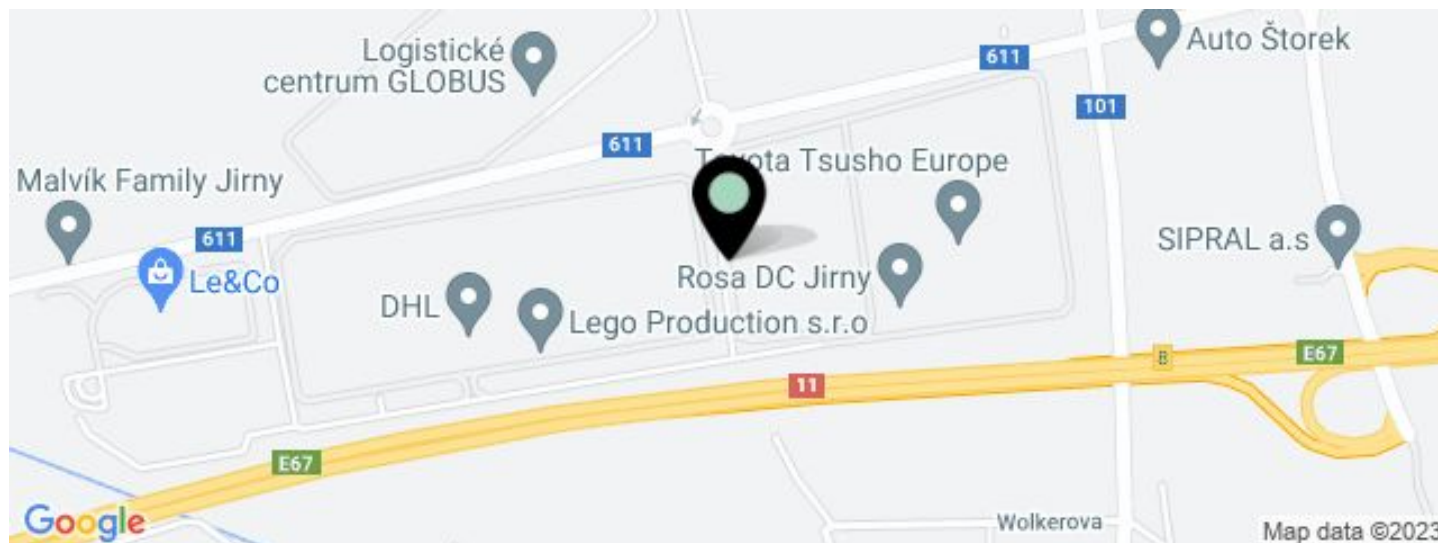 Logistické
centrum GLOBUS
Auto Štorek
611
101
611
Toyota Tsusho Europe
Malvík Family Jirny
611
SIPRAL a.s
Le&Co
Rosa DC Jirny
DHL
Lego Production s.r.o
8
E67
11
E67
Google
Wolkerova
Map data ©2023